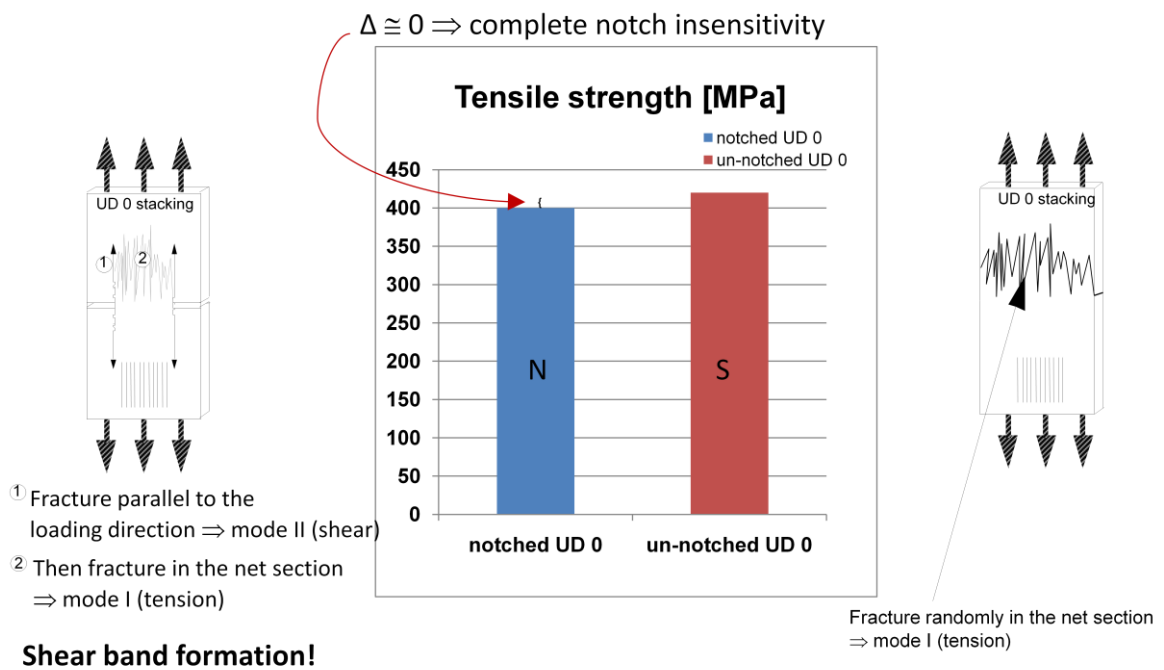 Δ ≅ 0 ⇒ complete notch insensitivity
Tensile strength [MPa]
notched UD 0
un-notched UD 0
450
400
350
300
250
200
150
100
50
0
{
N
S
notched UD 0
un-notched UD 0
UD 0 stacking
1
2
① Fracture parallel to the
loading direction ⇒ mode II (shear)
② Then fracture in the net section
⇒ mode I (tension)
Shear band formation!
UD 0 stacking
Fracture randomly in the net section
⇒ mode I (tension)